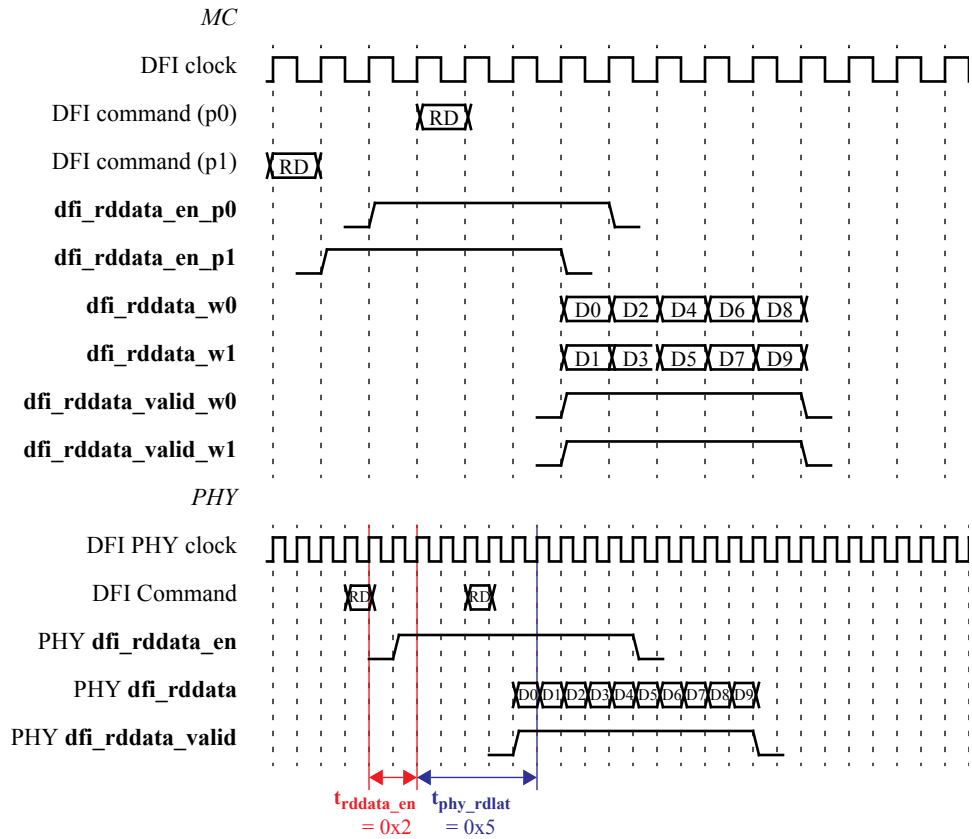 MC
DFI clock
DFI command (p0) RD
DFI command (p1) RD
dfi_rddata_en_p0
dfi_rddata_en_p1
dfi_rddata_w0 D0 D2 D4 D6 D8
dfi_rddata_w1 D1 D3 D5 D7 D9
dfi_rddata_valid_w0
dfi_rddata_valid_w1
PHY
DFI PHY clock
DFI Command RD RD
PHY dfi_rddata_en
PHY dfi_rddata D0 D1 D2 D3 D4 D5 D6 D7 D8 D9
PHY dfi_rddata_valid
trddata_en tphy_rdlat
= 0x2 = 0x5